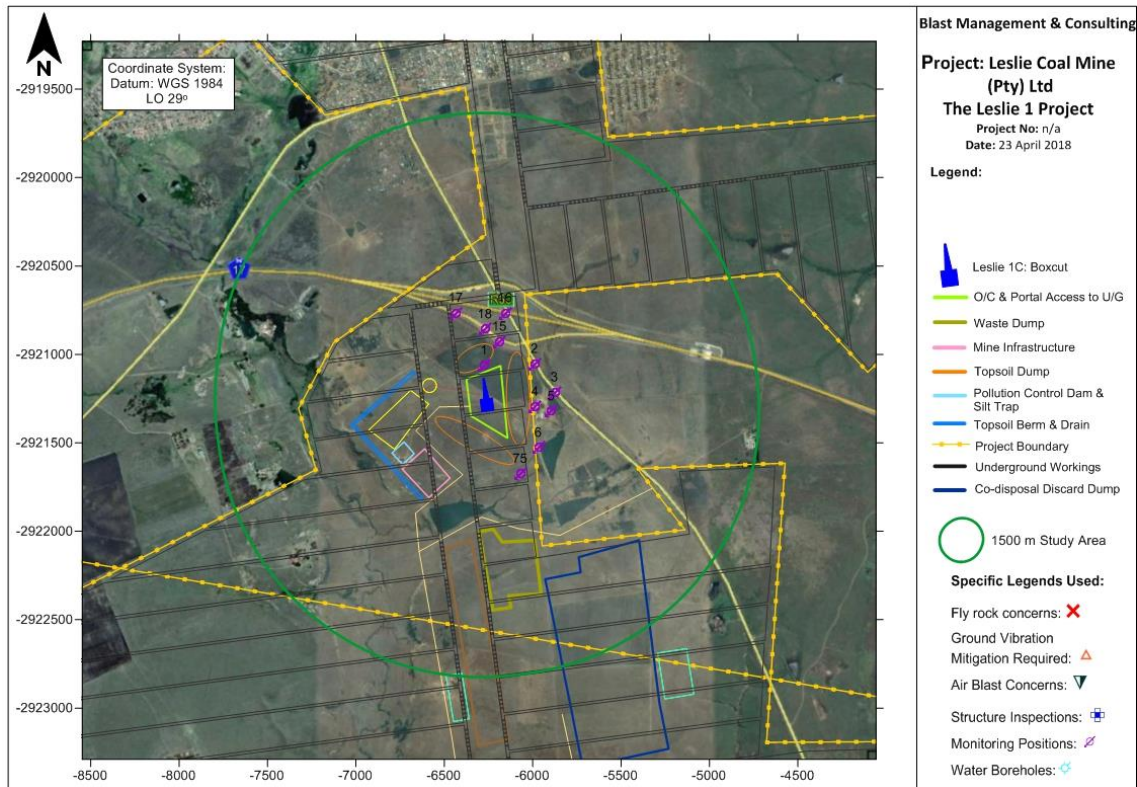 N
Coordinate System:
Datum: WGS 1984
LO 29º
-2919500
-2920000
-2920500
-2921000
-2921500
-2922000
-2922500
-2923000
-8500
-8000
-7500
-7000
-6500
-6000
-5500
-5000
-4500
17
18
15
1
2
3
4
5
6
75
Blast Management & Consulting
Project: Leslie Coal Mine
(Pty) Ltd
The Leslie 1 Project
Project No: n/a
Date: 23 April 2018
Legend:
Leslie 1C: Boxcut
O/C & Portal Access to U/G
Waste Dump
Mine Infrastructure
Topsoil Dump
Pollution Control Dam &
Silt Trap
Topsoil Berm & Drain
Project Boundary
Underground Workings
Co-disposal Discard Dump
1500 m Study Area
Specific Legends Used:
Fly rock concerns:
Ground Vibration
Mitigation Required:
Air Blast Concerns:
Structure Inspections:
Monitoring Positions:
Water Boreholes: